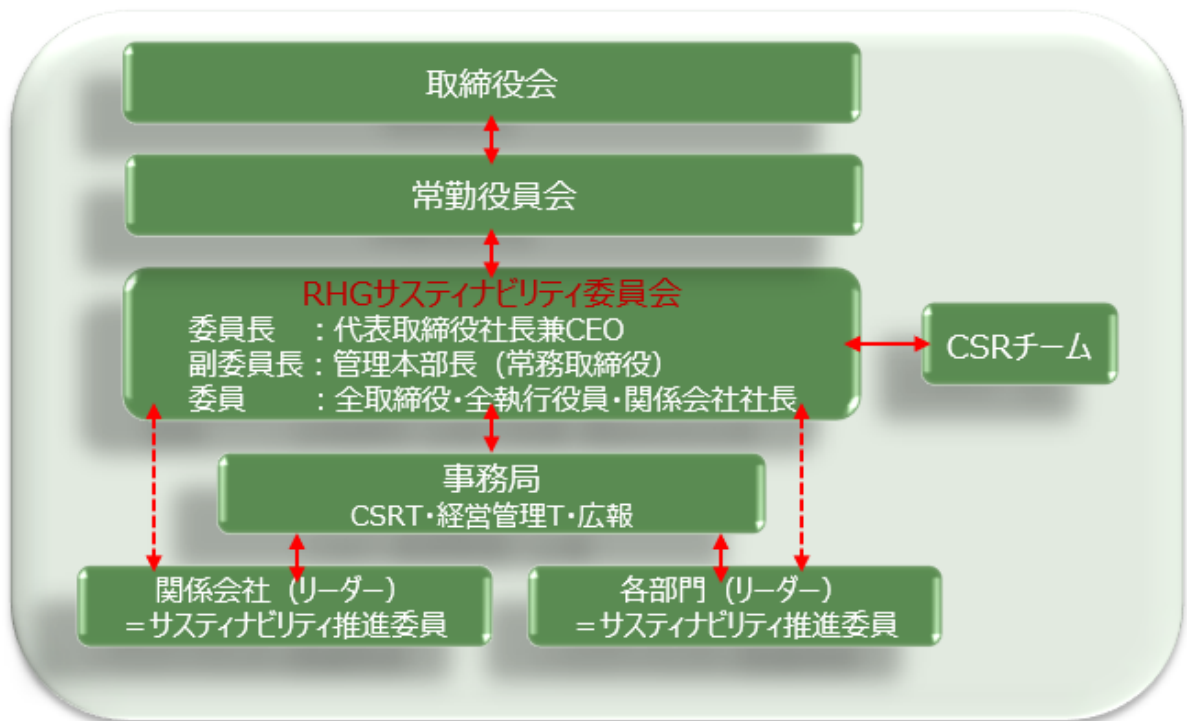 取締役会
常勤役員会
RHGサスティナビリティ委員会
委員長　：代表取締役社長兼CEO
副委員長：管理本部長（常務取締役）
委員　　：全取締役・全執行役員・関係会社社長
CSRチーム
事務局
CSRT・経営管理T・広報
関係会社（リーダー）
＝サスティナビリティ推進委員
各部門（リーダー）
＝サスティナビリティ推進委員